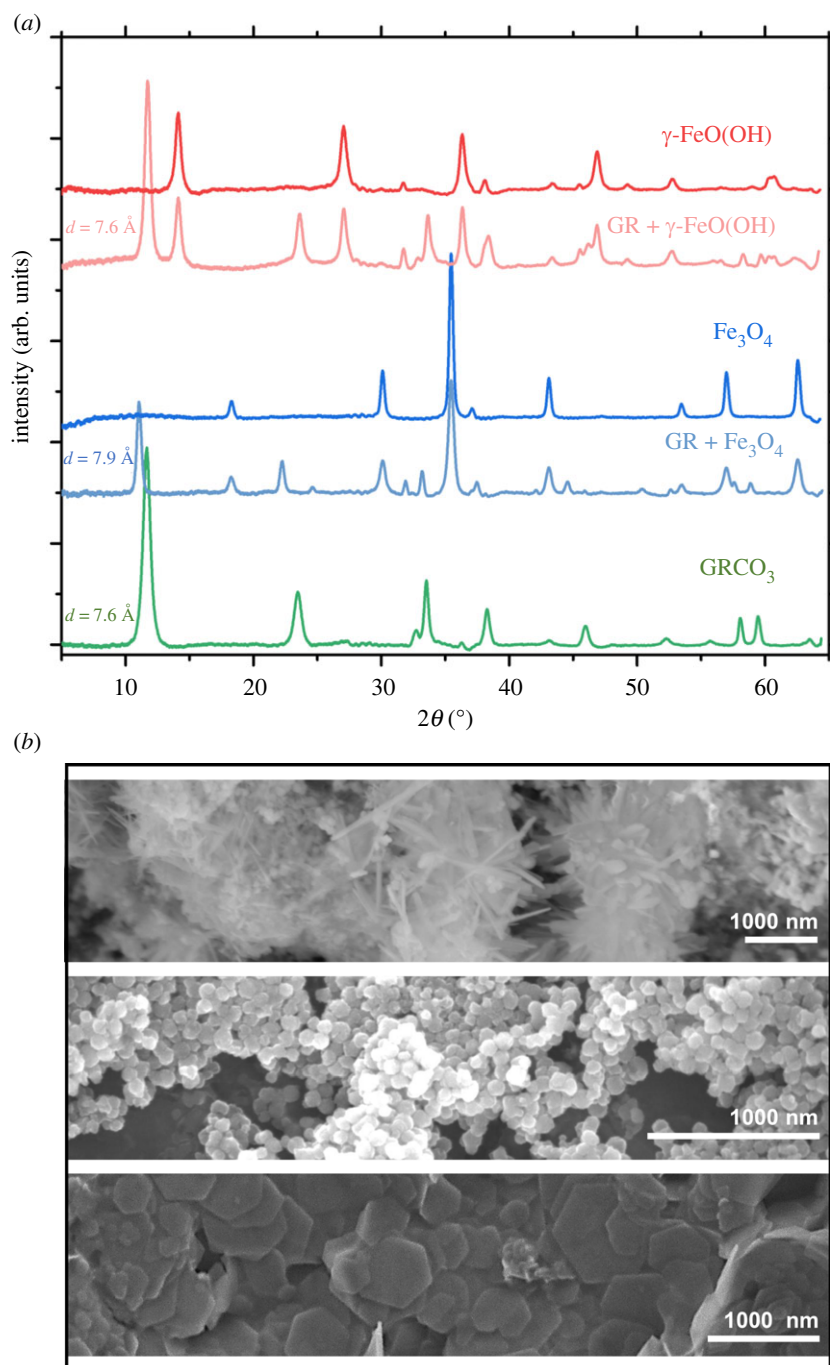 (a)
γ-FeO(OH)
d = 7.6 Å
GR + γ-FeO(OH)
intensity (arb. units)
Fe₃O₄
d = 7.9 Å
GR + Fe₃O₄
GRCO₃
d = 7.6 Å
10 20 30 40 50 60
2θ (°)
(b)
1000 nm
1000 nm
1000 nm